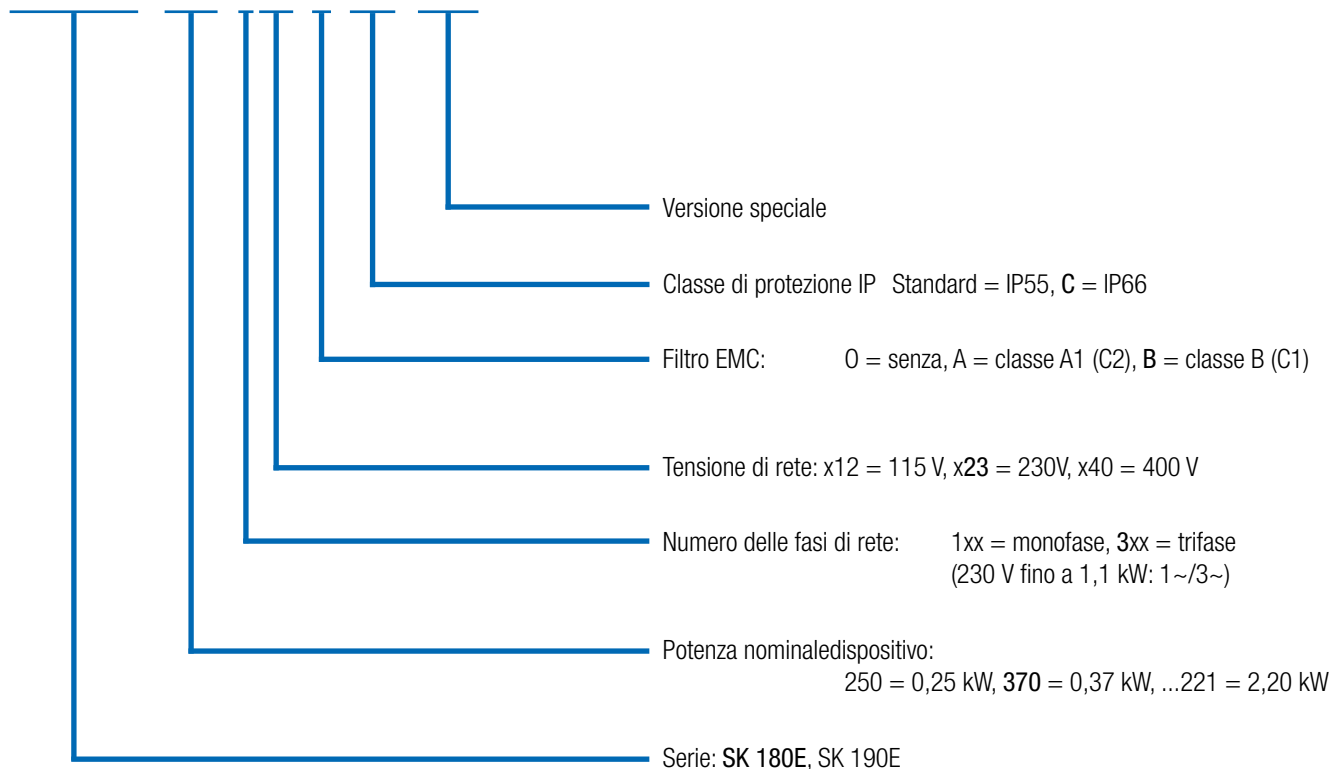 Versione speciale
Classe di protezione IP Standard = IP55, C = IP66
Filtro EMC: O = senza, A = classe A1 (C2), B = classe B (C1)
Tensione di rete: x12 = 115 V, x23 = 230V, x40 = 400 V
Numero delle fasi di rete: 1xx = monofase, 3xx = trifase
(230 V fino a 1,1 kW: 1~/3~)
Potenza nominaledispositivo:
250 = 0,25 kW, 370 = 0,37 kW, ...221 = 2,20 kW
Serie: SK 180E, SK 190E